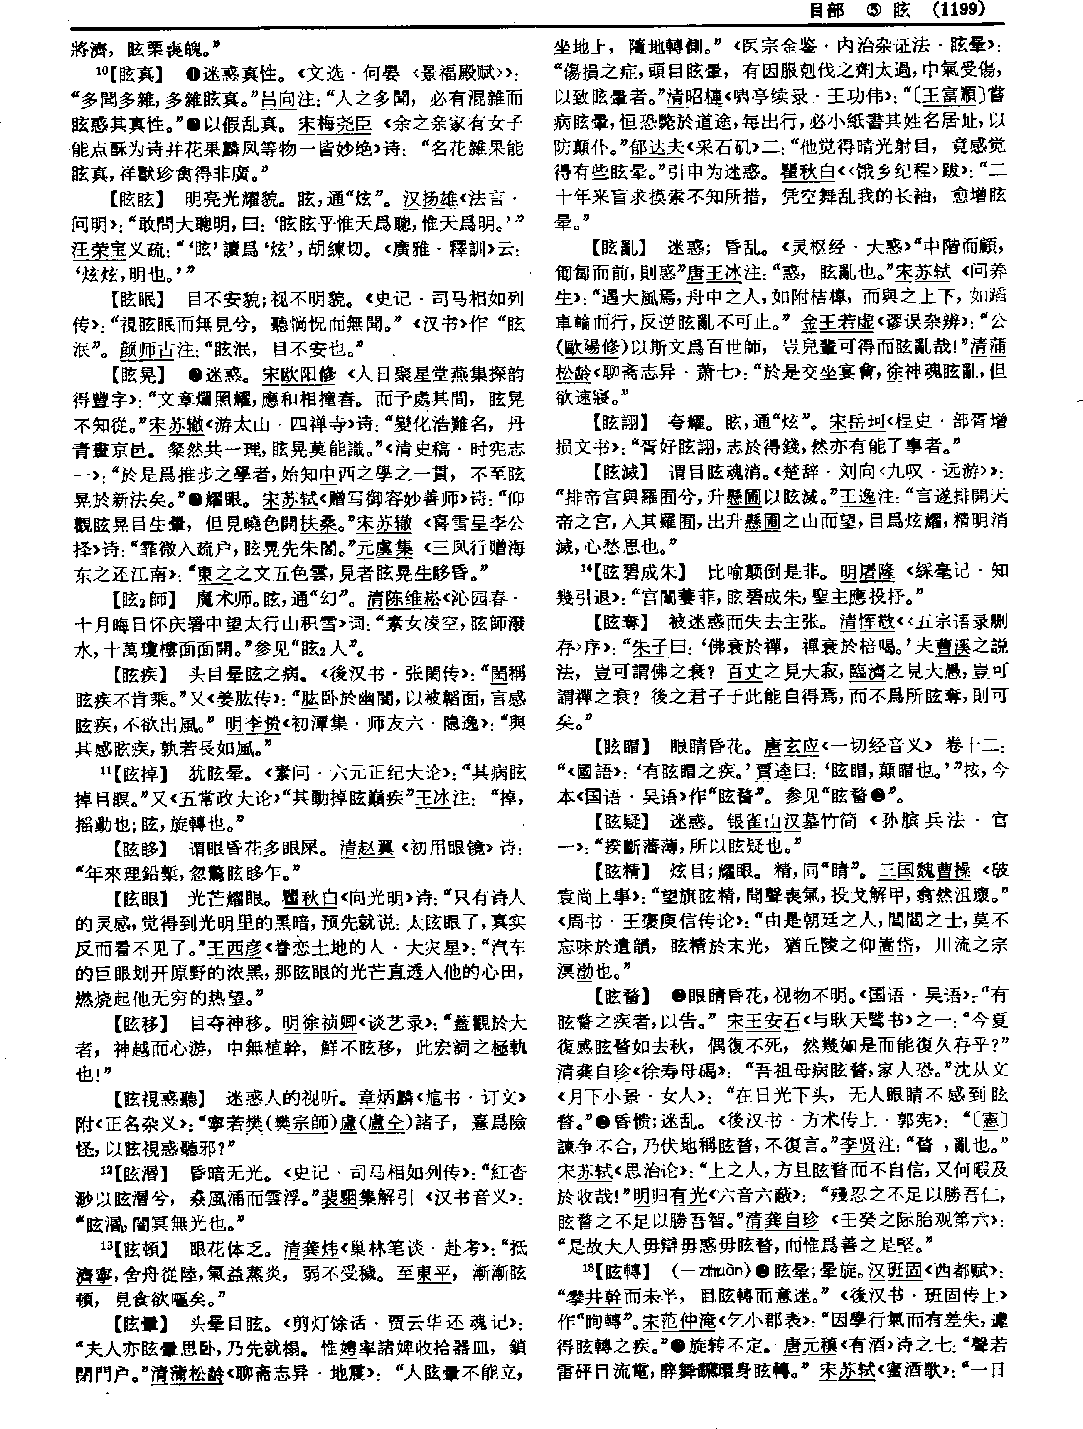 目部 ⑤ 眩 (1199)
將濟，眩栗喪魄。”
10【眩真】 ❶迷惑真性。《文选·何晏〈景福殿赋〉》：
“多聞多雜，多雜眩真。”吕向注：“人之多聞，必有混雜而
眩惑其真性。”❷以假乱真。宋梅尧臣《余之亲家有女子
能点酥为诗并花果麟凤等物一皆妙绝》诗：“名花雜果能
眩真，祥獸珍禽得非廣。”
【眩眩】 明亮光耀貌。眩，通“炫”。汉扬雄《法言·
问明》：“敢問大聰明，曰：‘眩眩乎惟天爲聰，惟天爲明。’”
汪荣宝义疏：“‘眩’讀爲‘炫’，胡練切。《廣雅·釋訓》云：
‘炫炫，明也。’”
【眩眠】 目不安貌；视不明貌。《史记·司马相如列
传》：“視眩眠而無見兮，聽惝怳而無聞。”《汉书》作“眩
泯”。颜师古注：“眩泯，目不安也。”
【眩晃】 ❶迷惑。宋欧阳修《人日聚星堂燕集探韵
得豐字》：“文章爛照耀，應和相撞舂。而予處其間，眩晃
不知從。”宋苏辙《游太山·四禅寺》诗：“變化浩難名，丹
青畫京邑。粲然共一理，眩晃莫能識。”《清史稿·时宪志
一》：“於是爲推步之學者，始知中西之學之一貫，不至眩
晃於新法矣。”❷耀眼。宋苏轼《赠写御容妙善师》诗：“仰
觀眩晃目生暈，但見曉色開扶桑。”宋苏辙《喜雪呈李公
择》诗：“霏微入疏户，眩晃先朱閣。”元虞集《三凤行赠海
东之还江南》：“東之之文五色雲，見者眩晃生眵昏。”
【眩₂師】 魔术师。眩，通“幻”。清陈维崧《沁园春·
十月晦日怀庆署中望太行山积雪》词：“素女凌空，眩師潑
水，十萬瓊樓面面開。”参见“眩₂人”。
【眩疾】 头目晕眩之病。《後汉书·张闓传》：“閎稱
眩疾不肯乘。”又《姜肱传》：“肱卧於幽闇，以被韜面，言感
眩疾，不欲出風。”明李贽《初潭集·师友六·隐逸》：“與
其感眩疾，孰若長如風。”
11【眩掉】 犹眩晕。《素问·六元正纪大论》：“其病眩
掉目瞑。”又《五常政大论》“其動掉眩巔疾”王冰注：“掉，
摇動也；眩，旋轉也。”
【眩眵】 谓眼昏花多眼屎。清赵翼《初用眼镜》诗：
“年來理鉛槧，忽驚眩眵乍。”
【眩眼】 光芒耀眼。瞿秋白《向光明》诗：“只有诗人
的灵感，觉得到光明里的黑暗，预先就说：太眩眼了，真实
反而看不见了。”王西彦《眷恋土地的人·大灾星》：“汽车
的巨眼划开原野的浓黑，那眩眼的光芒直透入他的心田，
燃烧起他无穷的热望。”
【眩移】 目夺神移。明徐祯卿《谈艺录》：“蓋觀於大
者，神越而心游，中無植幹，鮮不眩移，此宏詞之極軌
也！”
【眩視惑聽】 迷惑人的视听。章炳麟《訄书·订文》
附《正名杂义》：“寧若樊（樊宗師）盧（盧仝）諸子，憙爲險
怪，以眩視惑聽邪？”
12【眩湣】 昏暗无光。《史记·司马相如列传》：“紅杳
渺以眩湣兮，猋風涌而雲浮。”裴駰集解引《汉书音义》：
“眩湣，闇冥無光也。”
13【眩頓】 眼花体乏。清龚炜《巢林笔谈·赴考》：“抵
濟寧，舍舟從陸，氣益蒸炎，弱不受穢。至東平，漸漸眩
頓，見食欲嘔矣。”
【眩暈】 头晕目眩。《剪灯馀话·贾云华还魂记》：
“夫人亦眩暈思卧，乃先就榻。惟娉率諸婢收拾器皿，鎖
閉門户。”清蒲松龄《聊斋志异·地震》：“人眩暈不能立，
坐地上，隨地轉側。”《医宗金鉴·内治杂证法·眩暈》：
“傷損之症，頭目眩暈，有因服剋伐之劑太過，中氣受傷，
以致眩暈者。”清昭槤《啸亭续录·王功伟》：“〔王富順〕嘗
病眩暈，恒恐斃於道途，每出行，必小紙書其姓名居址，以
防顛仆。”郁达夫《采石矶》二：“他觉得晴光射目，竟感觉
得有些眩晕。”引申为迷惑。瞿秋白《〈饿乡纪程〉跋》：“二
十年来盲求摸索不知所措，凭空舞乱我的长袖，愈增眩
晕。”
【眩亂】 迷惑；昏乱。《灵枢经·大惑》“中階而顧，
匍匐而前，則惑”唐王冰注：“惑，眩亂也。”宋苏轼《问养
生》：“遇大風焉，舟中之人，如附桔橰，而與之上下，如蹈
車輪而行，反逆眩亂不可止。”金王若虚《谬误杂辨》：“公
（歐陽修）以斯文爲百世師，豈兒輩可得而眩亂哉！”清蒲
松龄《聊斋志异·萧七》：“於是交坐宴會，徐神魂眩亂，但
欲速寢。”
【眩詡】 夸耀。眩，通“炫”。宋岳珂《桯史·部胥增
损文书》：“胥好眩詡，志於得錢，然亦有能了事者。”
【眩滅】 谓目眩魂消。《楚辞·刘向〈九叹·远游〉》：
“排帝宫與羅囿兮，升懸圃以眩滅。”王逸注：“言遂排開天
帝之宫，入其羅囿，出升懸圃之山而望，目爲炫耀，精明消
滅，心愁思也。”
14【眩碧成朱】 比喻颠倒是非。明屠隆《綵毫记·知
幾引退》：“宫闈萋菲，眩碧成朱，聖主應投杼。”
【眩奪】 被迷惑而失去主张。清恽敬《〈五宗语录删
存〉序》：“朱子曰：‘佛衰於禪，禪衰於棓喝。’夫曹溪之説
法，豈可謂佛之衰？百丈之見大寂，臨濟之見大愚，豈可
謂禪之衰？後之君子于此能自得焉，而不爲所眩奪，則可
矣。”
【眩㬻】 眼睛昏花。唐玄应《一切经音义》卷十二：
“《國語》：‘有眩㬻之疾。’賈逵曰：‘眩㬻，顛㬻也。’”按，今
本《国语·吴语》作“眩瞀”。参见“眩瞀❶”。
【眩疑】 迷惑。银雀山汉墓竹简《孙膑兵法·官
一》：“揆斷蕃薄，所以眩疑也。”
【眩精】 炫目；耀眼。精，同“睛”。三国魏曹操《破
袁尚上事》：“望旗眩精，聞聲丧氣，投戈解甲，翕然沮壞。”
《周书·王褒庾信传论》：“由是朝廷之人，閭閻之士，莫不
忘味於遺韻，眩精於末光，猶丘陵之仰嵩岱，川流之宗
溟渤也。”
【眩瞀】 ❶眼睛昏花，视物不明。《国语·吴语》：“有
眩瞀之疾者，以告。”宋王安石《与耿天骘书》之一：“今夏
復感眩瞀如去秋，偶復不死，然幾如是而能復久存乎？”
清龚自珍《徐寿母碣》：“吾祖母病眩瞀，家人恐。”沈从文
《月下小景·女人》：“在日光下头，无人眼睛不感到眩
瞀。”❷昏愦；迷乱。《後汉书·方术传上·郭宪》：“〔憲〕
諫争不合，乃伏地稱眩瞀，不復言。”李贤注：“瞀，亂也。”
宋苏轼《思治论》：“上之人，方且眩瞀而不自信，又何暇及
於收哉！”明归有光《六音六蔽》：“殘忍之不足以勝吾仁，
眩瞀之不足以勝吾智。”清龚自珍《壬癸之际胎观第六》：
“是故大人毋辯毋惑毋眩瞀，而惟爲善之是堅。”
18【眩轉】 （－zhuàn）❶眩晕；晕旋。汉班固《西都赋》：
“攀井幹而未半，目眩轉而意迷。”《後汉书·班固传上》
作“眴轉”。宋范仲淹《乞小郡表》：“因學行氣而有差失，遽
得眩轉之疾。”❷旋转不定。唐元稹《有酒》诗之七：“聲若
雷砰目流電，醉舞翻環身眩轉。”宋苏轼《蜜酒歌》：“一日